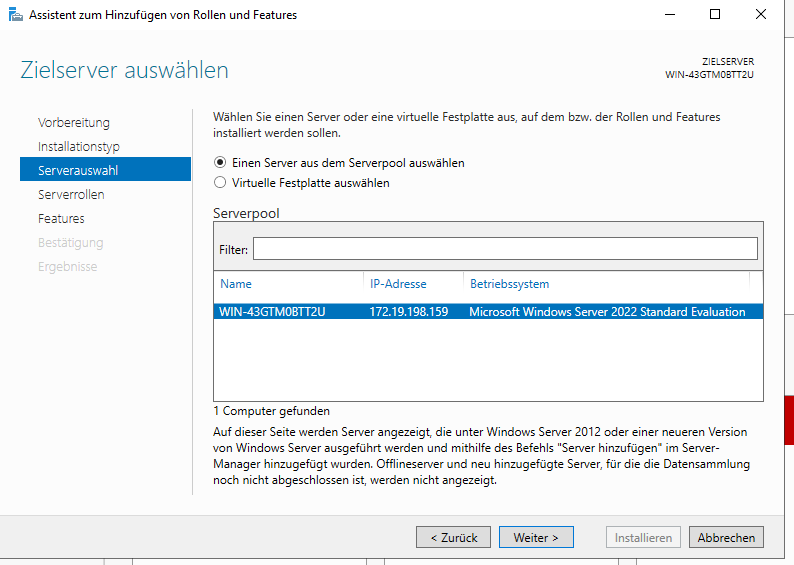 Assistent zum Hinzufügen von Rollen und Features
Zielserver auswählen
ZIELSERVER
WIN-43GTM0BTT2U
Vorbereitung
Installationstyp
Serverauswahl
Serverrollen
Features
Bestätigung
Ergebnisse
Wählen Sie einen Server oder eine virtuelle Festplatte aus, auf dem bzw. der Rollen und Features
installiert werden sollen.
Einen Server aus dem Serverpool auswählen
Virtuelle Festplatte auswählen
Serverpool
Filter:
Name IP-Adresse Betriebssystem
WIN-43GTM0BTT2U 172.19.198.159 Microsoft Windows Server 2022 Standard Evaluation
1 Computer gefunden
Auf dieser Seite werden Server angezeigt, die unter Windows Server 2012 oder einer neueren Version
von Windows Server ausgeführt werden und mithilfe des Befehls "Server hinzufügen" im Server-
Manager hinzugefügt wurden. Offlineserver und neu hinzugefügte Server, für die die Datensammlung
noch nicht abgeschlossen ist, werden nicht angezeigt.
< Zurück Weiter > Installieren Abbrechen